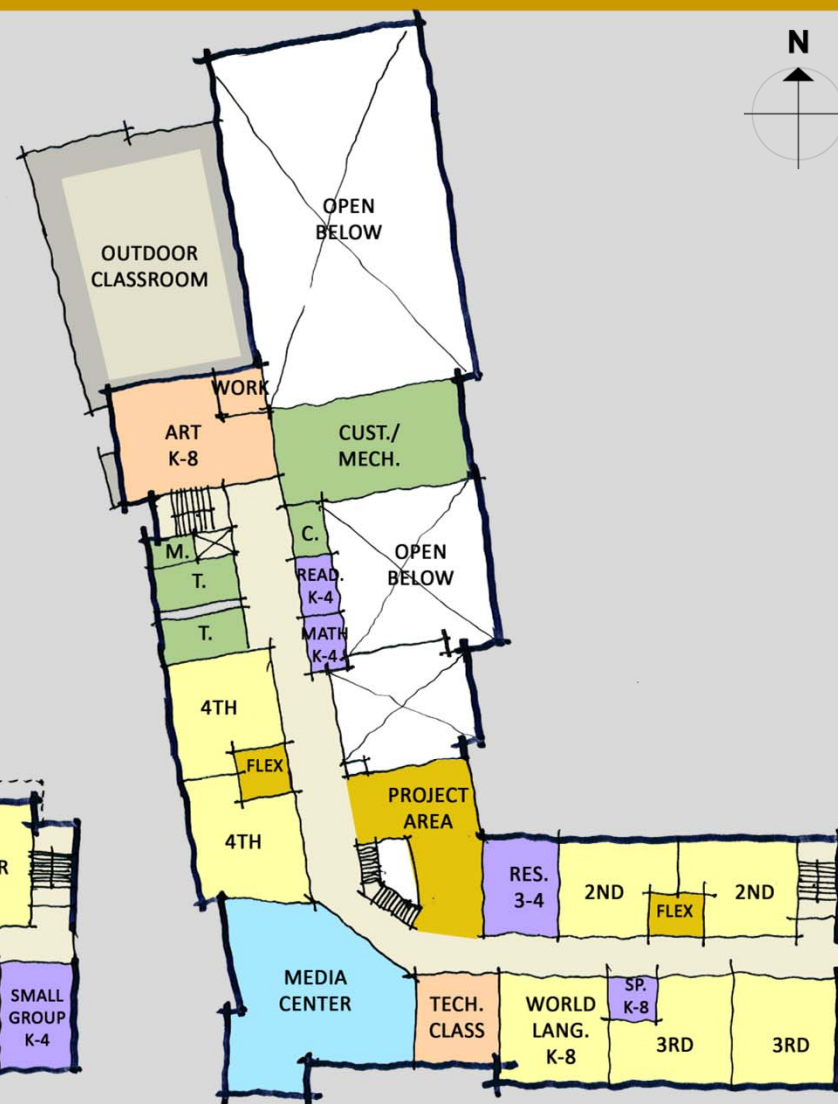 N
OPEN
BELOW
OUTDOOR
CLASSROOM
WORK
ART
K-8
CUST./
MECH.
C.
OPEN
BELOW
M.
READ.
K-4
T.
MATH
K-4
T.
4TH
FLEX
PROJECT
AREA
4TH
R
RES.
3-4
2ND
2ND
FLEX
MEDIA
CENTER
TECH.
CLASS
WORLD
LANG.
K-8
SP.
K-8
3RD
3RD
SMALL
GROUP
K-4